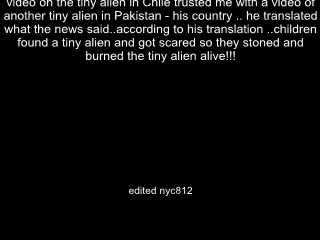 video on the tiny alien in Chile trusted me with a video of
another tiny alien in Pakistan - his country .. he translated
what the news said..according to his translation ..children
found a tiny alien and got scared so they stoned and
burned the tiny alien alive!!!
edited nyc812